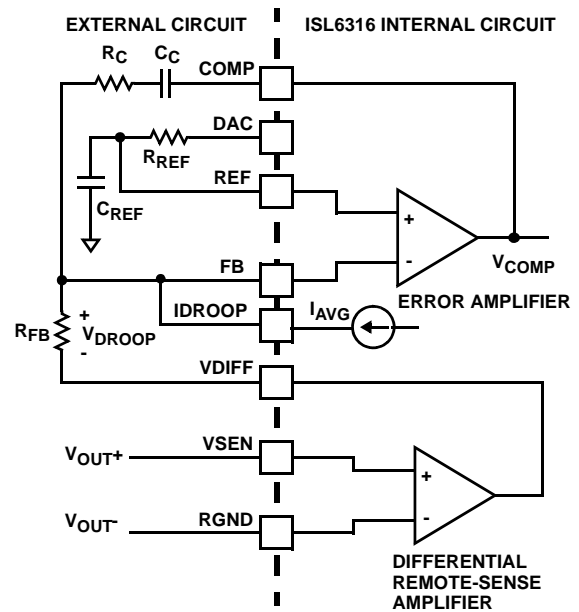 EXTERNAL CIRCUIT
ISL6316 INTERNAL CIRCUIT
RC
CC
COMP
DAC
RREF
REF
CREF
+
-
VCOMP
FB
ERROR AMPLIFIER
IDROOP
IAVG
RFB
+
VDROOP
-
VDIFF
VOUT+
VSEN
+
-
VOUT-
RGND
DIFFERENTIAL
REMOTE-SENSE
AMPLIFIER